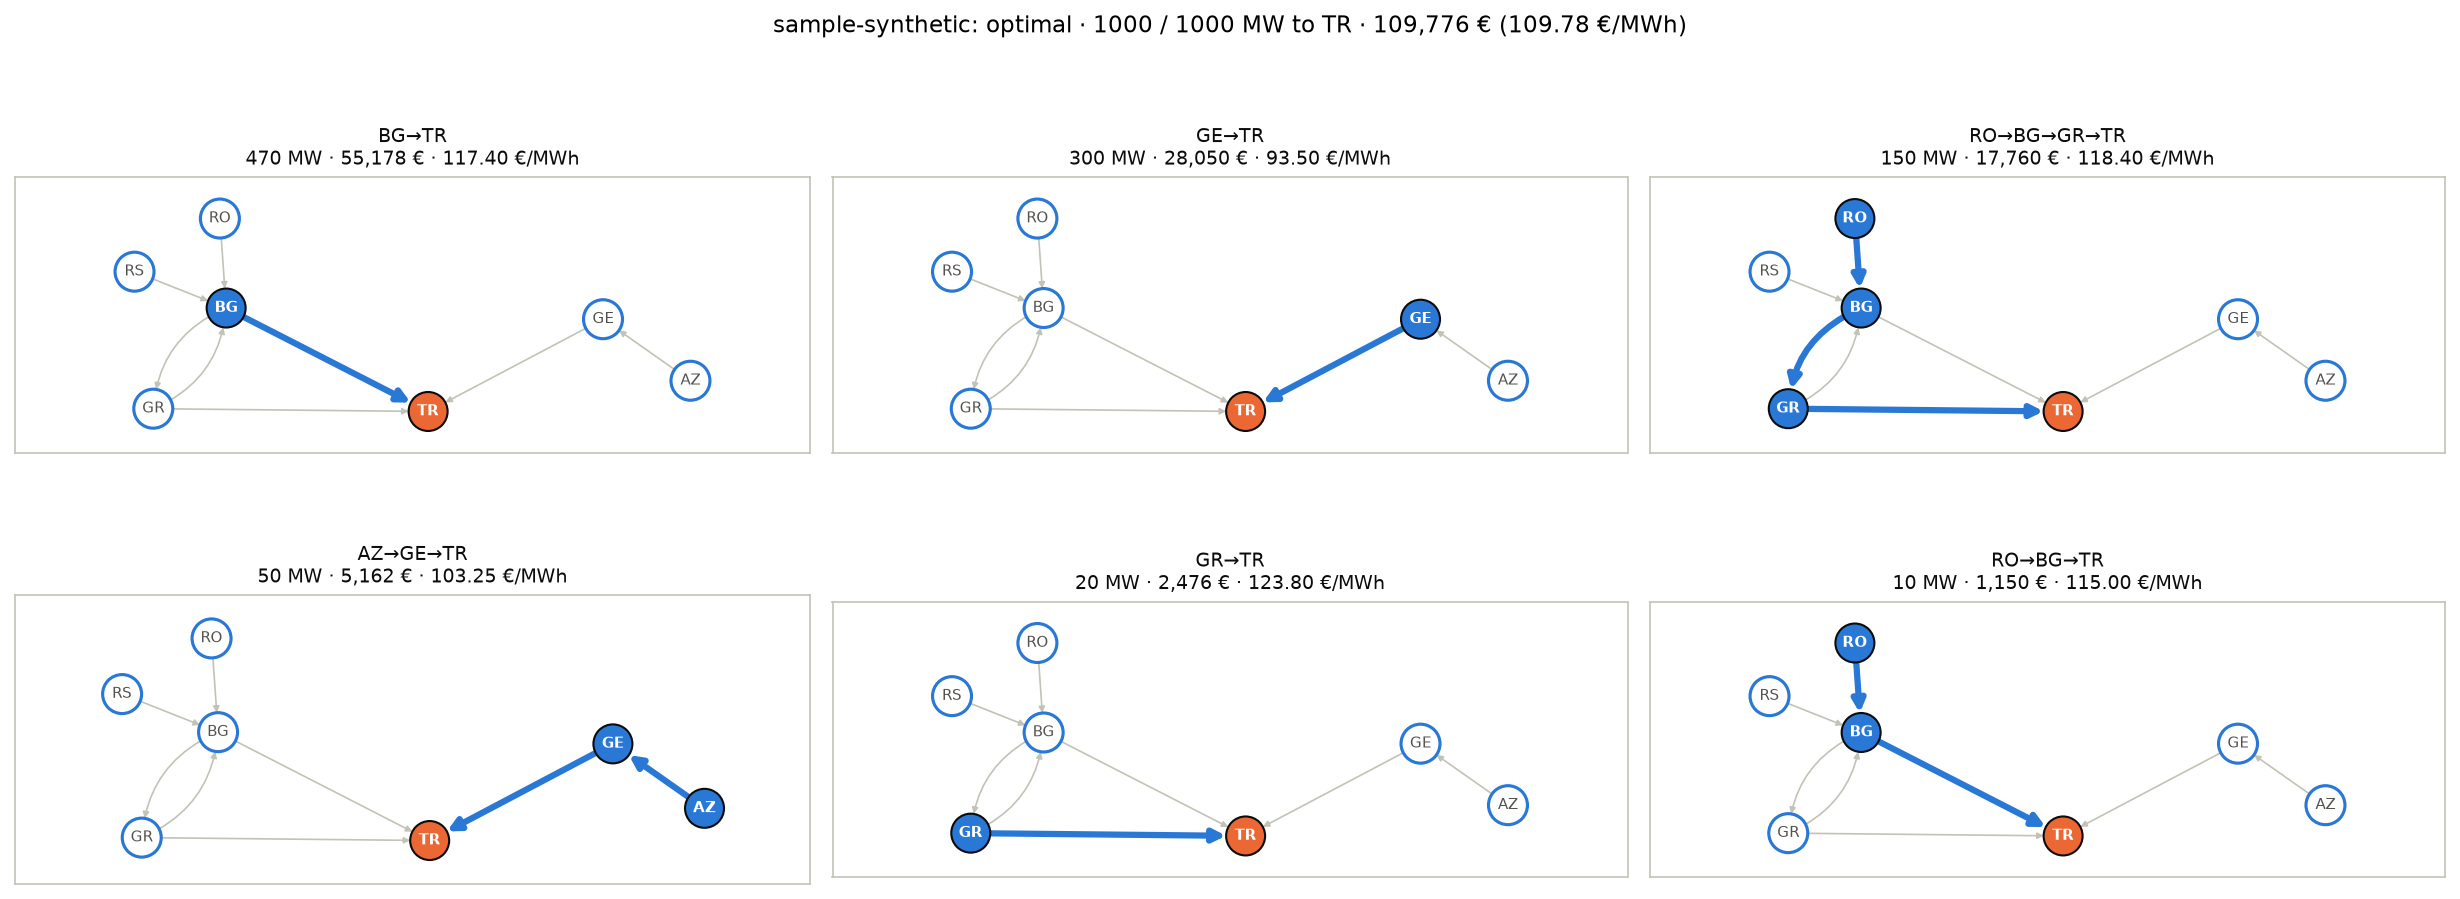 sample-synthetic: optimal · 1000 / 1000 MW to TR · 109,776 € (109.78 €/MWh)
BG→TR
470 MW · 55,178 € · 117.40 €/MWh
RO
RS
BG
GE
AZ
GR
TR
GE→TR
300 MW · 28,050 € · 93.50 €/MWh
RO
RS
BG
GE
AZ
GR
TR
RO→BG→GR→TR
150 MW · 17,760 € · 118.40 €/MWh
RO
RS
BG
GE
AZ
GR
TR
AZ→GE→TR
50 MW · 5,162 € · 103.25 €/MWh
RO
RS
BG
GE
AZ
GR
TR
GR→TR
20 MW · 2,476 € · 123.80 €/MWh
RO
RS
BG
GE
AZ
GR
TR
RO→BG→TR
10 MW · 1,150 € · 115.00 €/MWh
RO
RS
BG
GE
AZ
GR
TR